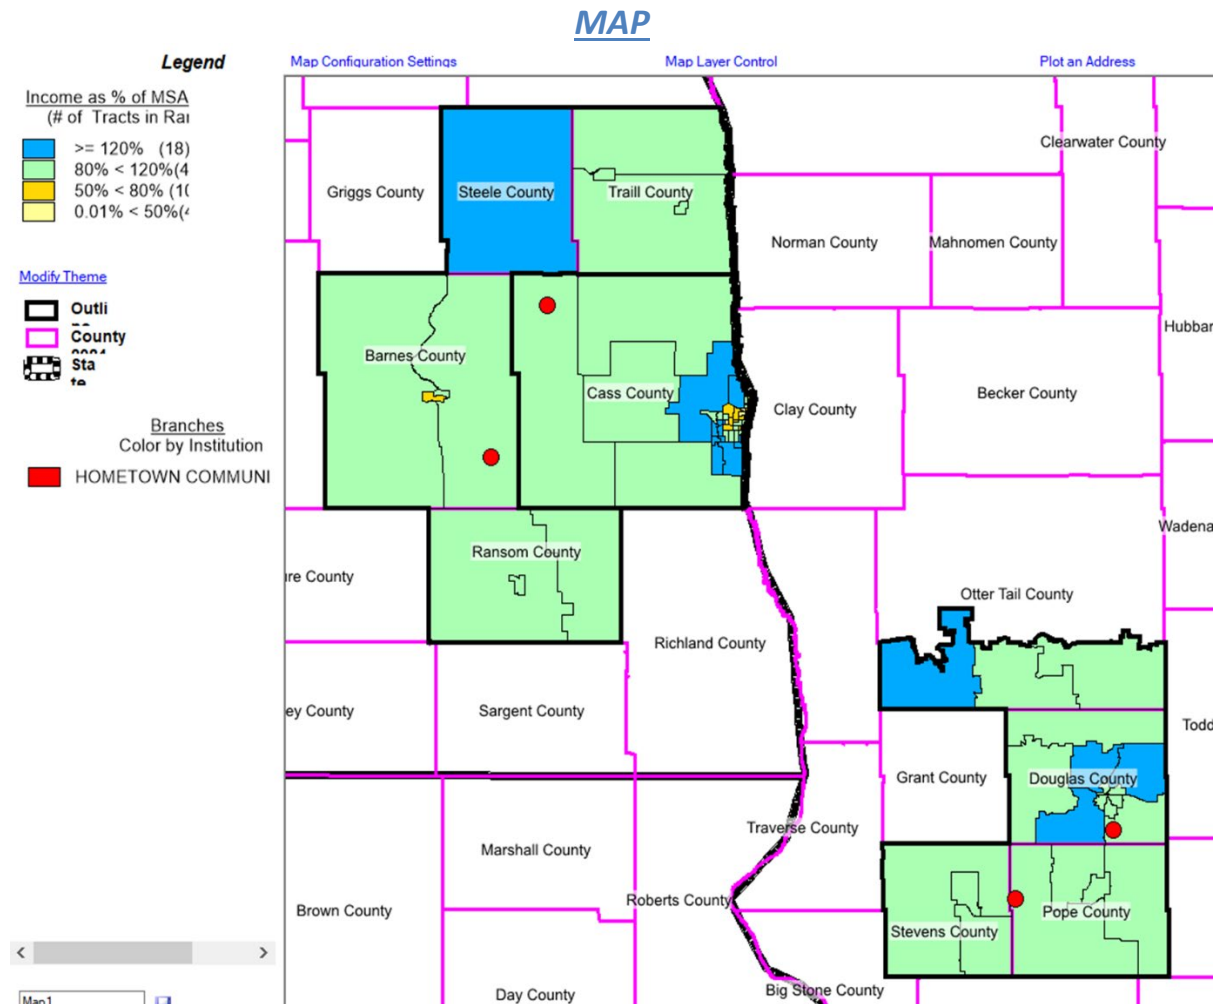 MAP
Legend
Map Configuration Settings
Map Layer Control
Plot an Address
Income as % of MSA
(# of Tracts in Rai
>= 120% (18)
80% < 120%(4
50% < 80% (10
0.01% < 50%(4
Modify Theme
Outli
County
Sta
te
Branches
Color by Institution
HOMETOWN COMMUNI
Map1
Clearwater County
Griggs County
Steele County
Traill County
Norman County
Mahnomen County
Hubbar
Barnes County
Cass County
Clay County
Becker County
Wadena
Ransom County
ire County
Otter Tail County
Richland County
ey County
Sargent County
Todd
Grant County
Douglas County
Traverse County
Marshall County
Roberts County
Brown County
Pope County
Stevens County
Day County
Big Stone County